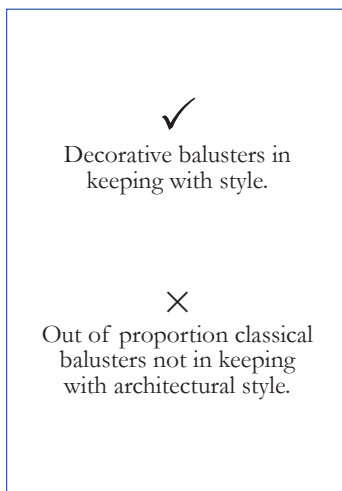 ✓
Decorative balusters in
keeping with style.
×
Out of proportion classical
balusters not in keeping
with architectural style.